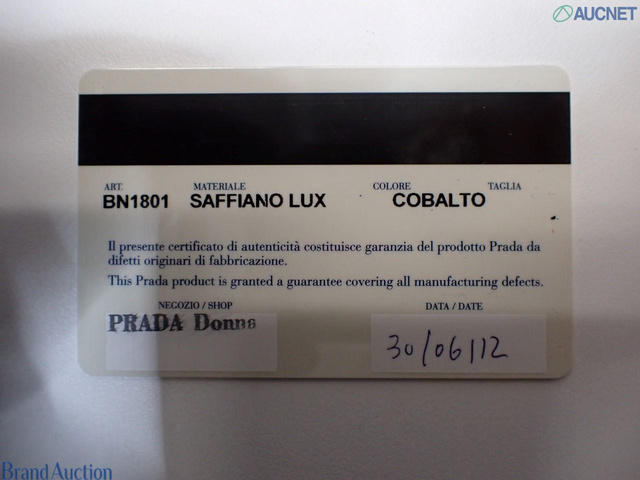 AUCNET
ART. MATERIALE COLORE TAGLIA
BN1801 SAFFIANO LUX COBALTO
Il presente certificato di autenticità costituisce garanzia del prodotto Prada da
difetti originari di fabbricazione.
This Prada product is granted a guarantee covering all manufacturing defects.
NEGOZIO / SHOP DATA / DATE
PRADA Donna
30/06/12
Brand Auction